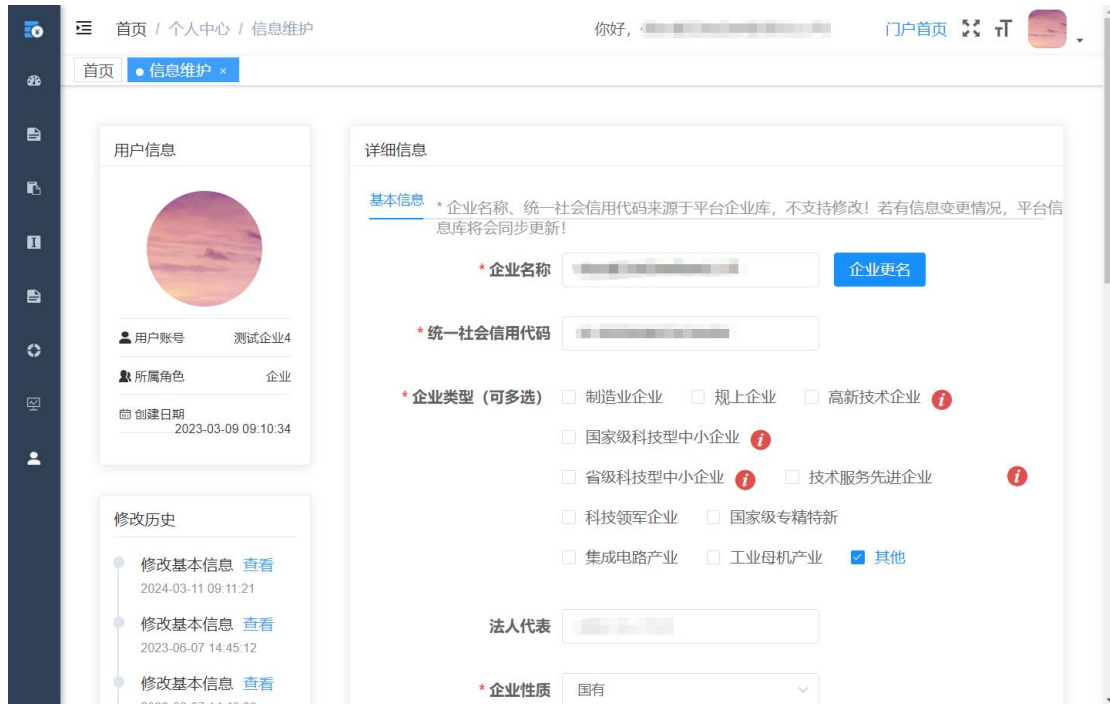 首页 / 个人中心 / 信息维护
你好，
门户首页
首页
信息维护 ×
用户信息
用户账号 测试企业4
所属角色 企业
创建日期
2023-03-09 09:10:34
修改历史
修改基本信息 查看
2024-03-11 09:11:21
修改基本信息 查看
2023-06-07 14:45:12
修改基本信息 查看
详细信息
基本信息
* 企业名称、统一社会信用代码来源于平台企业库，不支持修改！若有信息变更情况，平台信
息库将会同步更新！
* 企业名称
企业更名
* 统一社会信用代码
* 企业类型（可多选） 制造业企业 规上企业 高新技术企业
国家级科技型中小企业
省级科技型中小企业 技术服务先进企业
科技领军企业 国家级专精特新
集成电路产业 工业母机产业 其他
法人代表
* 企业性质 国有